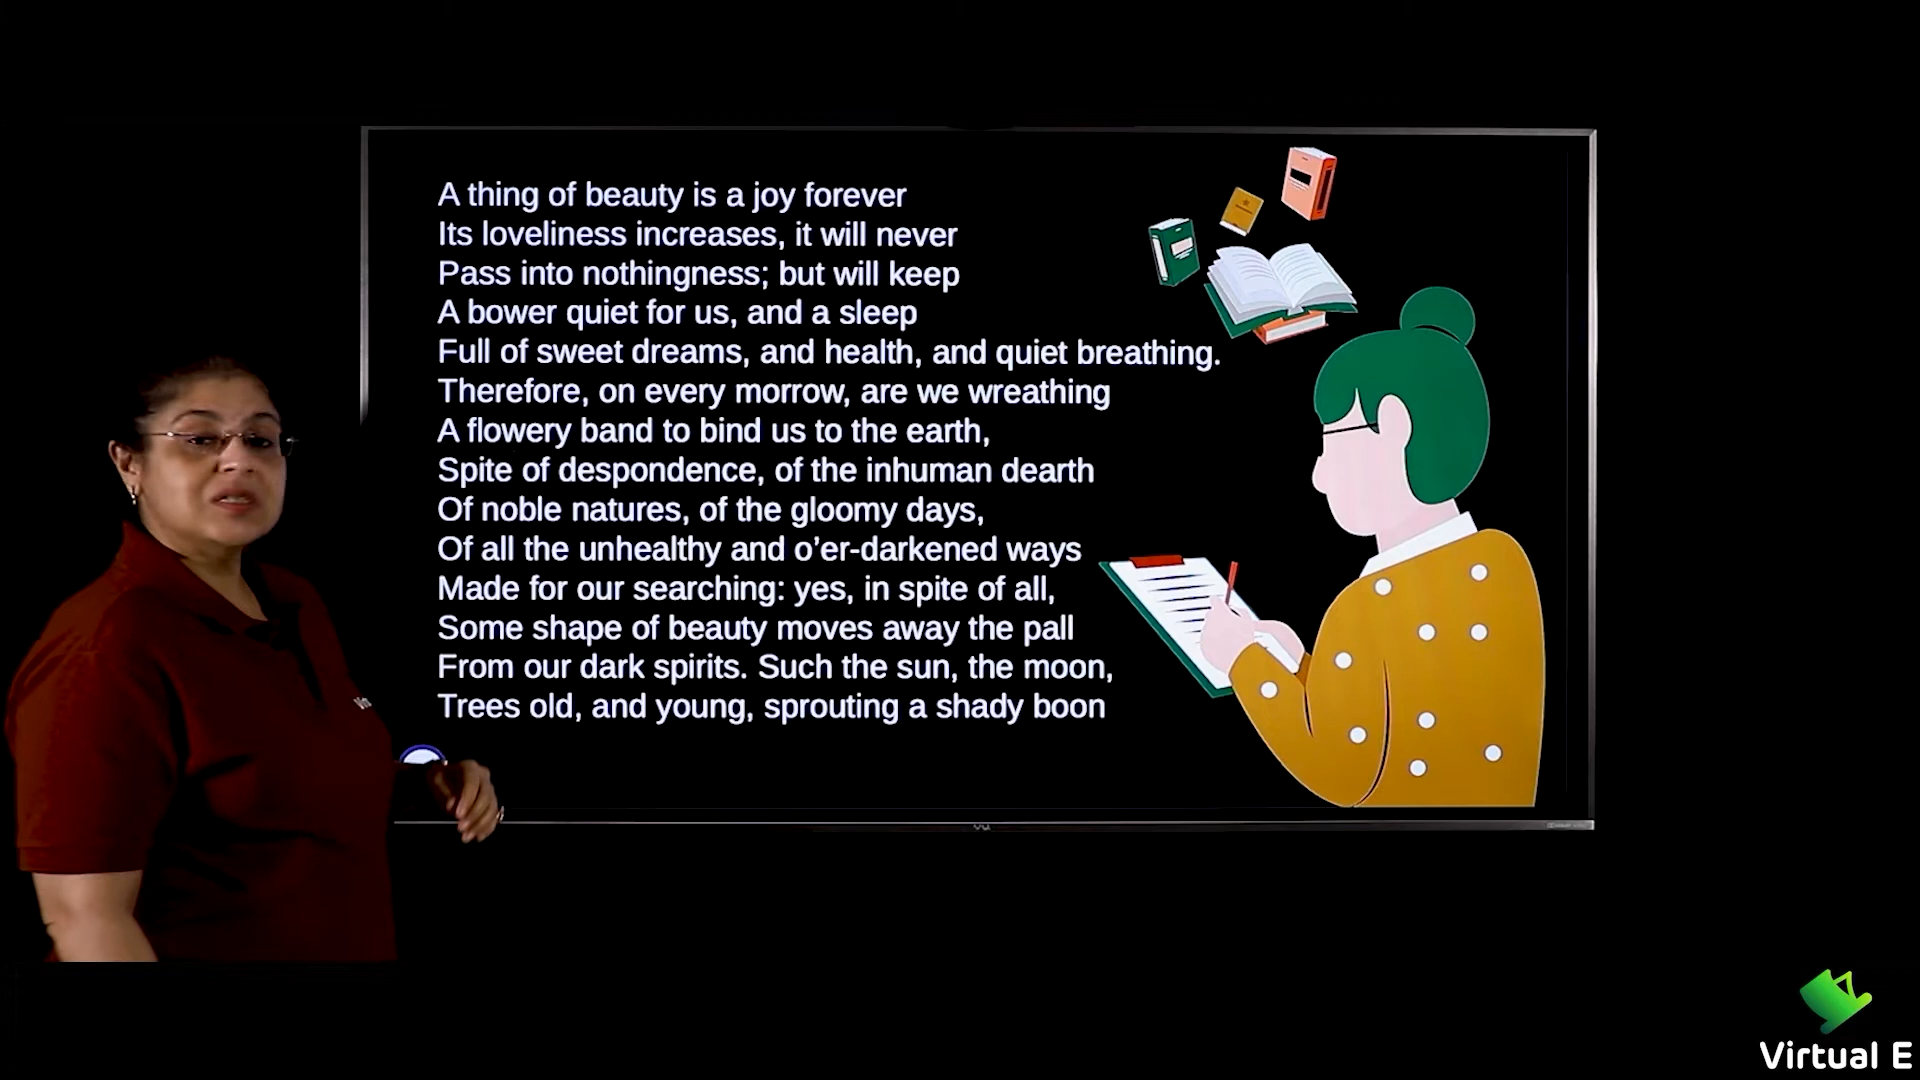 A thing of beauty is a joy forever
Its loveliness increases, it will never
Pass into nothingness; but will keep
A bower quiet for us, and a sleep
Full of sweet dreams, and health, and quiet breathing.
Therefore, on every morrow, are we wreathing
A flowery band to bind us to the earth,
Spite of despondence, of the inhuman dearth
Of noble natures, of the gloomy days,
Of all the unhealthy and o’er-darkened ways
Made for our searching: yes, in spite of all,
Some shape of beauty moves away the pall
From our dark spirits. Such the sun, the moon,
Trees old, and young, sprouting a shady boon
Virtual E